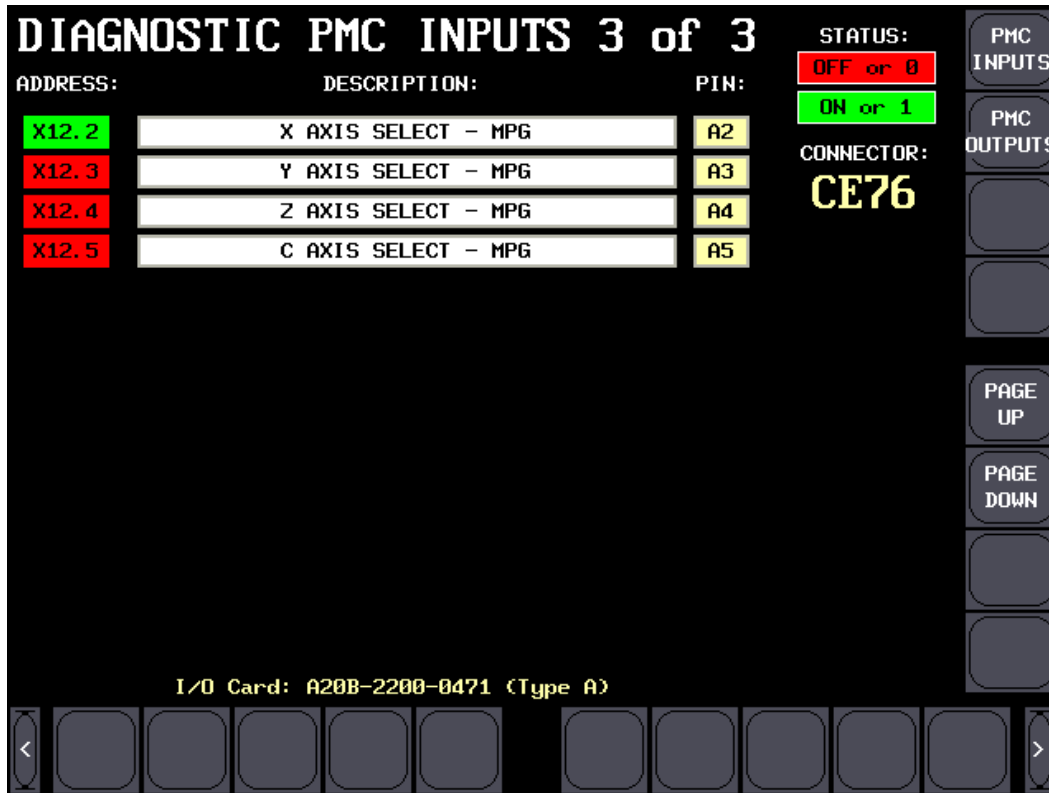 DIAGNOSTIC PMC INPUTS 3 of 3
ADDRESS: DESCRIPTION: PIN:
X12.2 X AXIS SELECT - MPG A2
X12.3 Y AXIS SELECT - MPG A3
X12.4 Z AXIS SELECT - MPG A4
X12.5 C AXIS SELECT - MPG A5
STATUS:
OFF or 0
ON or 1
CONNECTOR:
CE76
PMC
INPUTS
PMC
OUTPUTS
PAGE
UP
PAGE
DOWN
I/O Card: A20B-2200-0471 (Type A)
< >